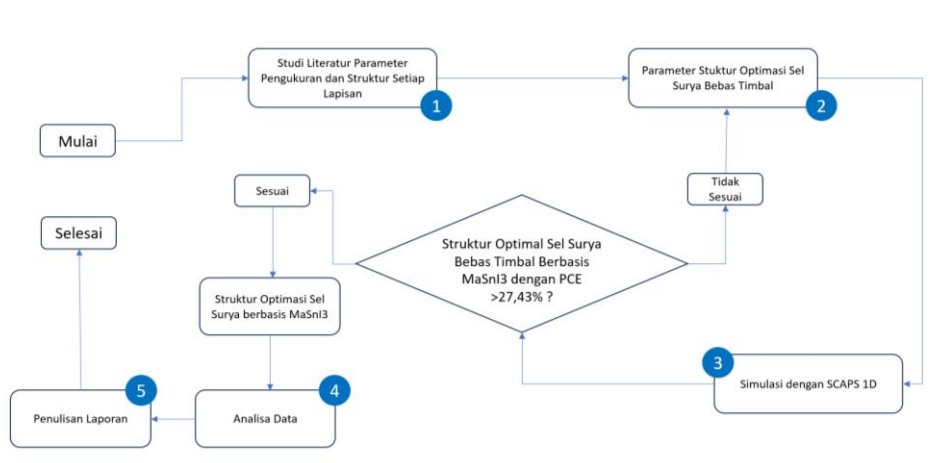 Mulai
Studi Literatur Parameter
Pengukuran dan Struktur Setiap
Lapisan
1
Parameter Stuktur Optimasi Sel
Surya Bebas Timbal
2
Simulasi dengan SCAPS 1D
3
Struktur Optimal Sel Surya
Bebas Timbal Berbasis
MaSnI3 dengan PCE
>27,43% ?
Tidak
Sesuai
Sesuai
Struktur Optimasi Sel
Surya berbasis MaSnI3
Analisa Data
4
Penulisan Laporan
5
Selesai